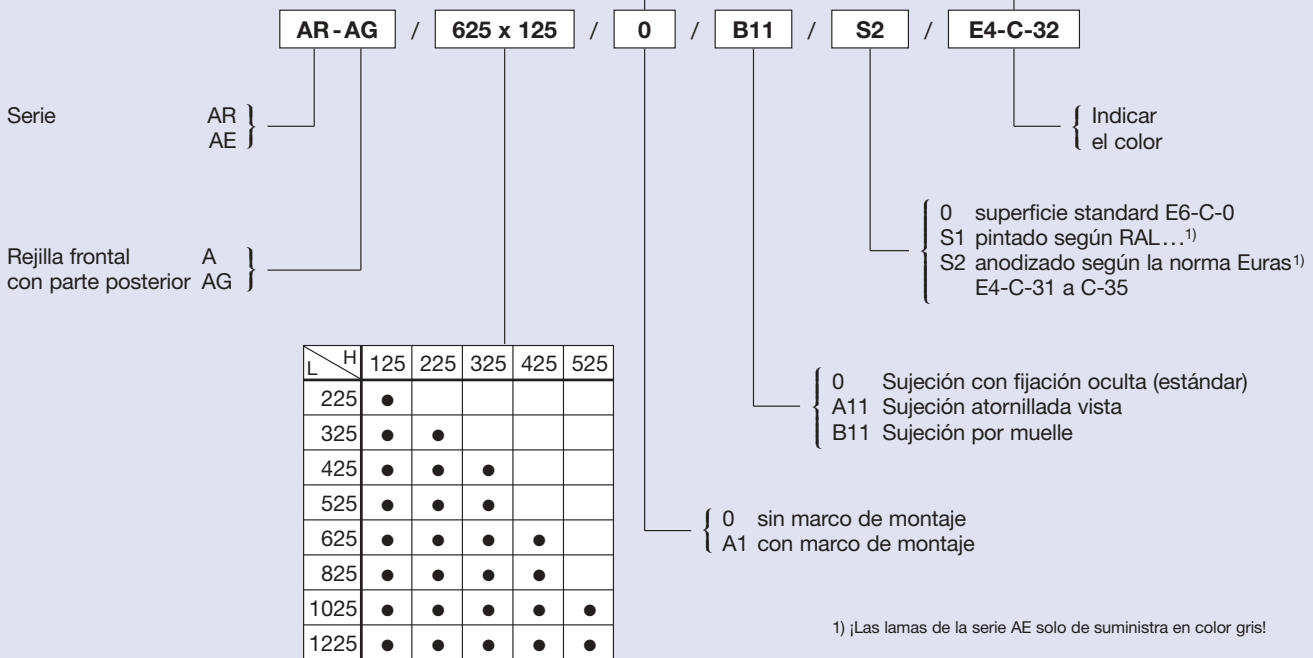 AR-AG / 625 x 125 / 0 / B11 / S2 / E4-C-32
Serie AR
AE
Indicar
el color
Rejilla frontal A
con parte posterior AG
0 superficie standard E6-C-0
S1 pintado según RAL...1)
S2 anodizado según la norma Euras1)
E4-C-31 a C-35
0 Sujeción con fijación oculta (estándar)
A11 Sujeción atornillada vista
B11 Sujeción por muelle
0 sin marco de montaje
A1 con marco de montaje
L H 125 225 325 425 525
225 ●
325 ● ●
425 ● ● ●
525 ● ● ●
625 ● ● ● ●
825 ● ● ● ●
1025 ● ● ● ● ●
1225 ● ● ● ● ●
1) ¡Las lamas de la serie AE solo de suministra en color gris!